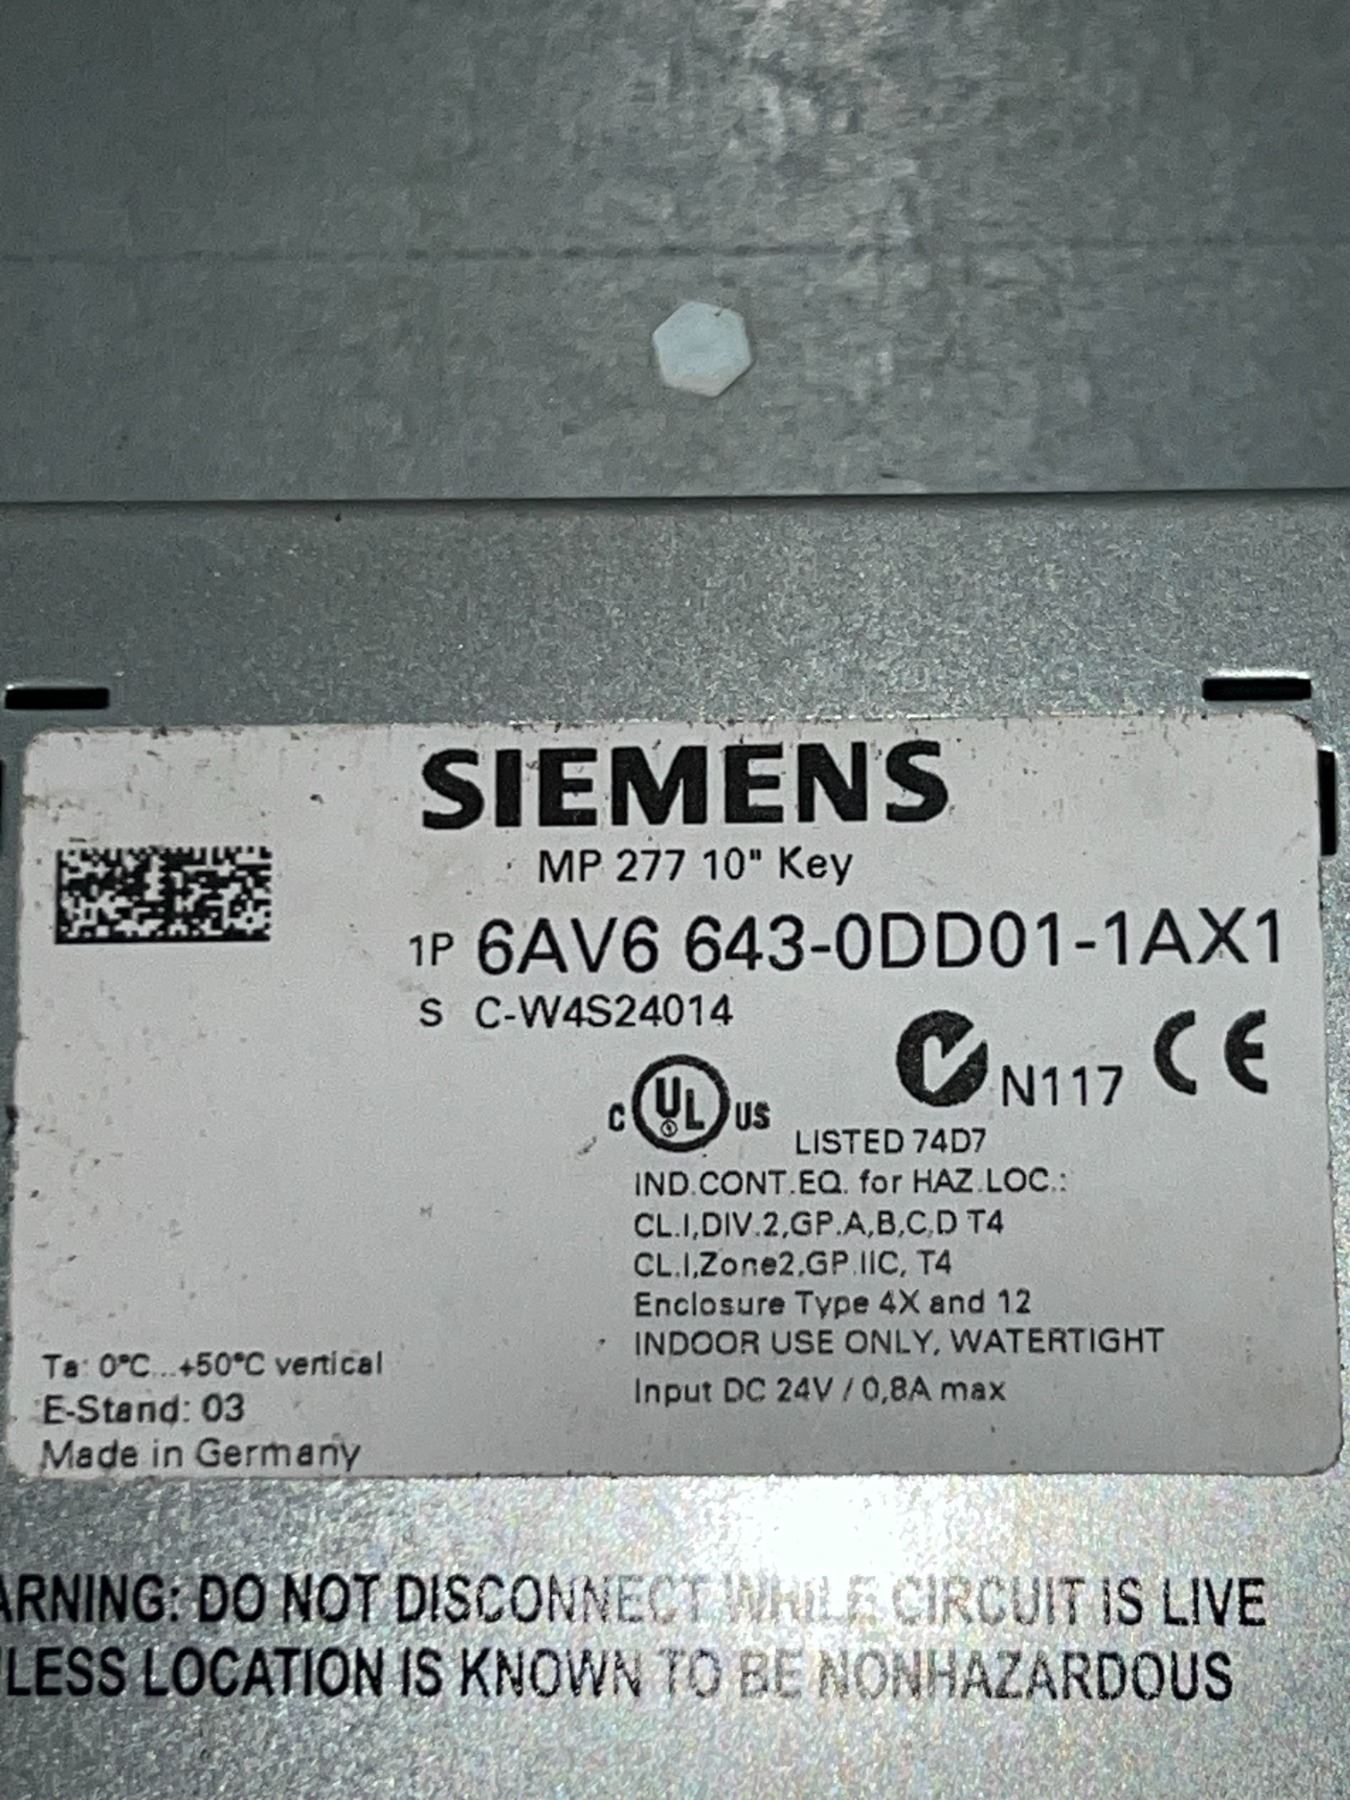 SIEMENS
MP 277 10" Key
1P 6AV6 643-0DD01-1AX1
S C-W4S24014
N117 CE
C UL US
LISTED 74D7
IND.CONT.EQ. for HAZ.LOC.:
CL.I,DIV.2,GP.A,B,C,D T4
CL.I,Zone2,GP.IIC, T4
Enclosure Type 4X and 12
INDOOR USE ONLY, WATERTIGHT
Input DC 24V / 0,8A max
Ta: 0°C...+50°C vertical
E-Stand: 03
Made in Germany
ARNING: DO NOT DISCONNECT WHILE CIRCUIT IS LIVE
LESS LOCATION IS KNOWN TO BE NONHAZARDOUS